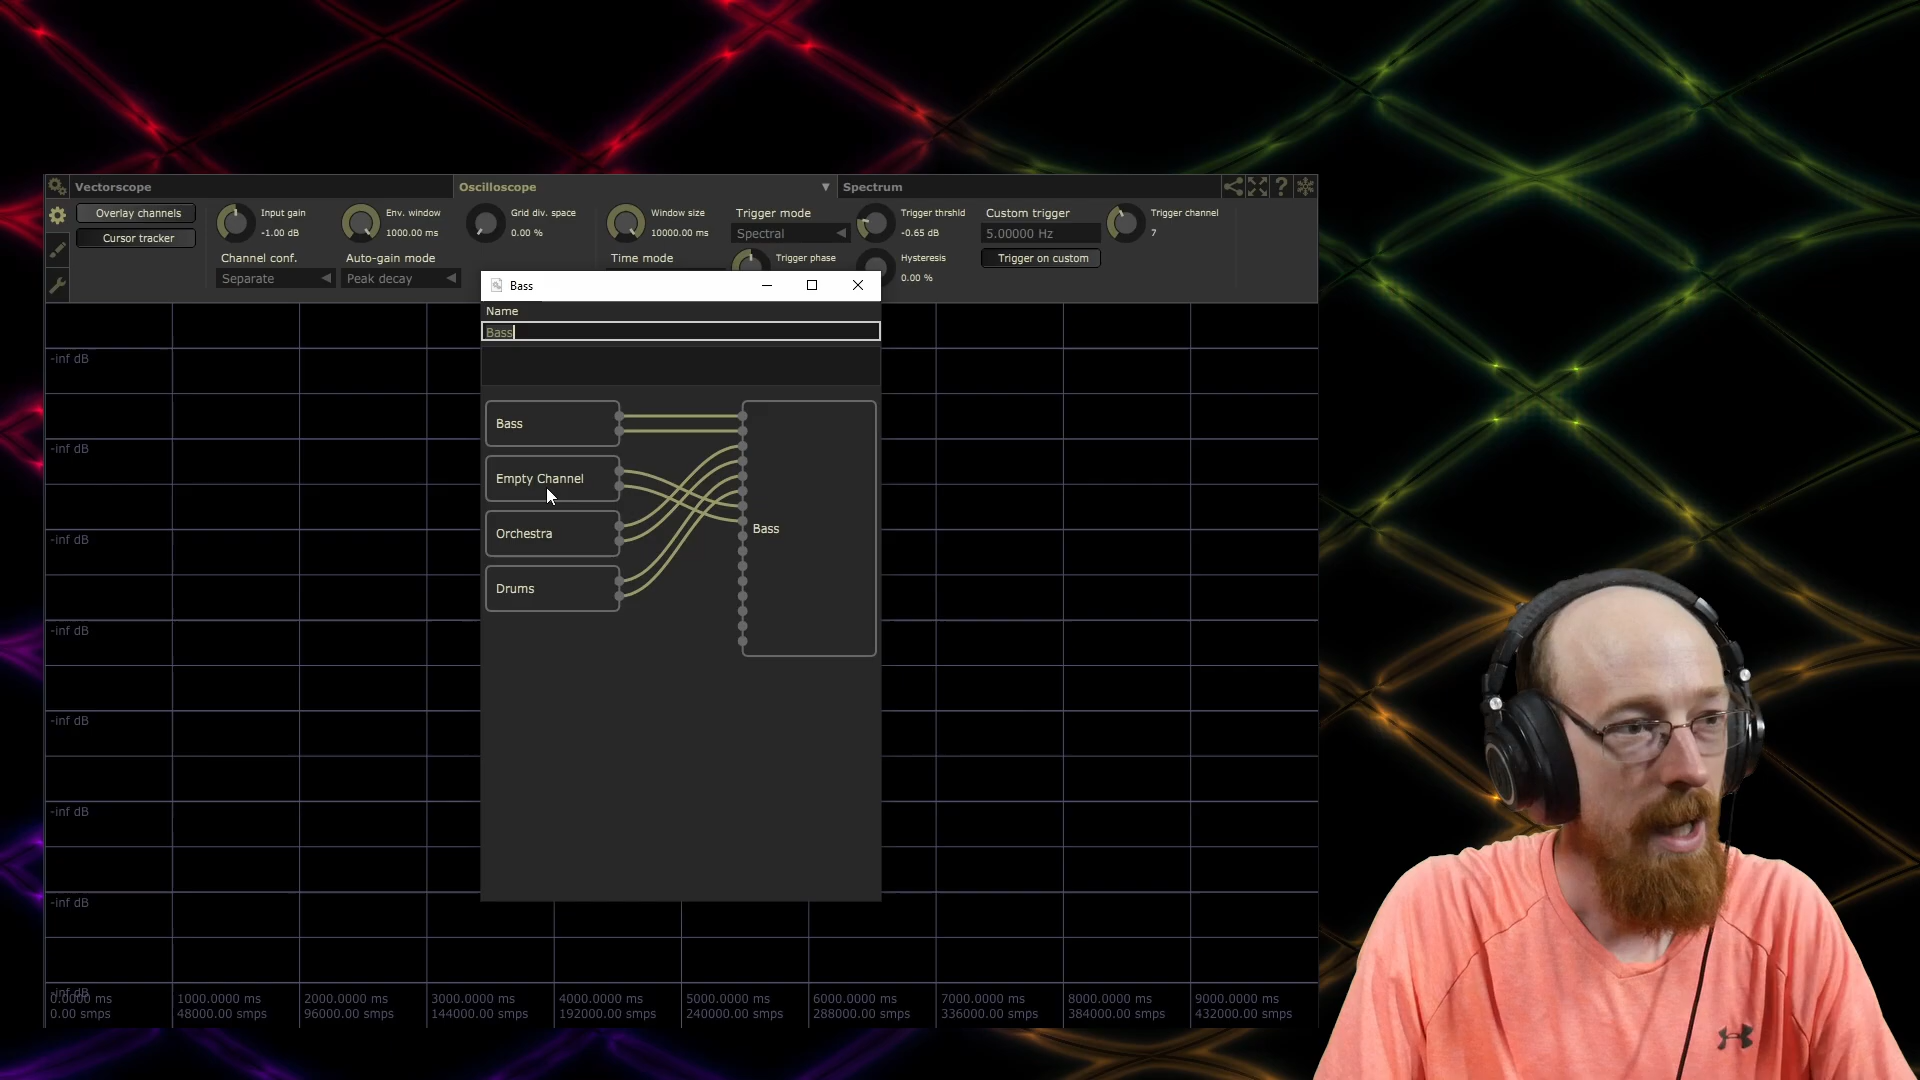 Vectorscope
Oscilloscope
Spectrum
?
Overlay channels
Cursor tracker
Input gain
-1.00 dB
Env. window
1000.00 ms
Grid div. space
0.00 %
Window size
10000.00 ms
Trigger mode
Spectral
Trigger thrshld
-0.65 dB
Custom trigger
5.00000 Hz
Trigger channel
7
Channel conf.
Separate
Auto-gain mode
Peak decay
Time mode
Trigger phase
Hysteresis
0.00 %
Trigger on custom
Bass
Name
Bass
Bass
Empty Channel
Orchestra
Drums
Bass
-inf dB
-inf dB
-inf dB
-inf dB
-inf dB
-inf dB
-inf dB
-inf dB
0.0000 ms
0.00 smps
1000.0000 ms
48000.00 smps
2000.0000 ms
96000.00 smps
3000.0000 ms
144000.00 smps
4000.0000 ms
192000.00 smps
5000.0000 ms
240000.00 smps
6000.0000 ms
288000.00 smps
7000.0000 ms
336000.00 smps
8000.0000 ms
384000.00 smps
9000.0000 ms
432000.00 smps